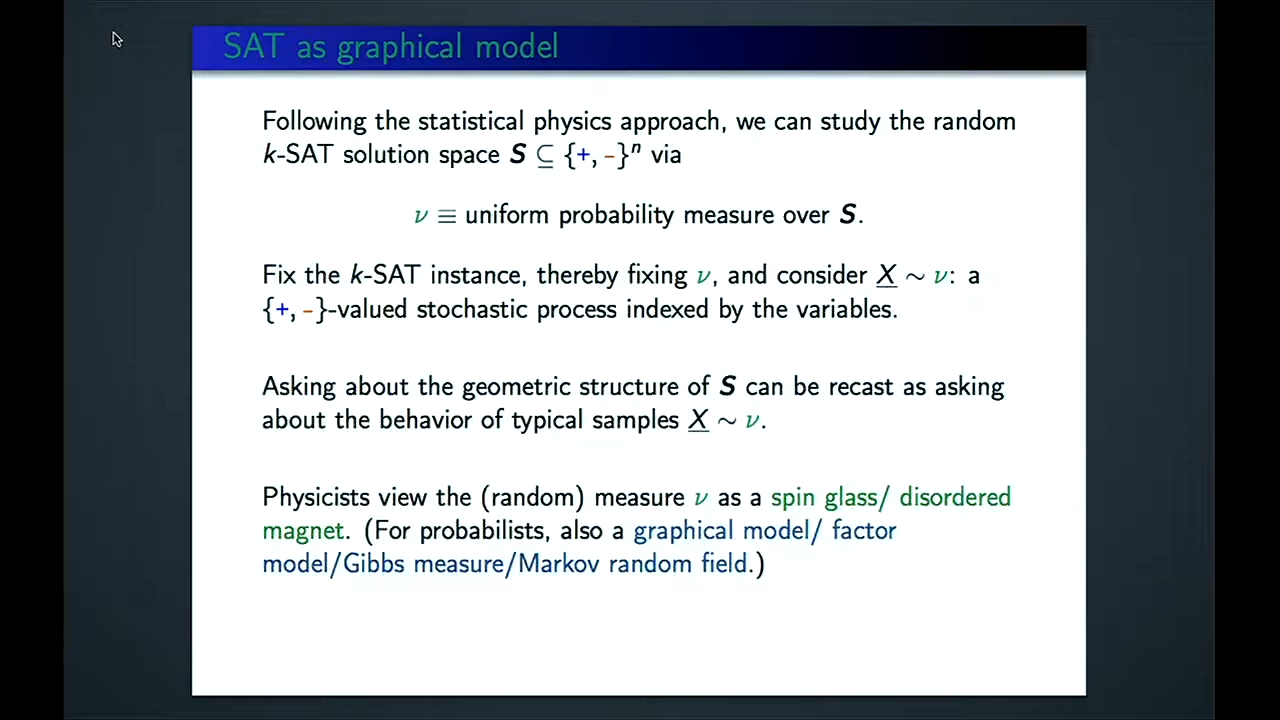 SAT as graphical model
Following the statistical physics approach, we can study the random
k-SAT solution space S ⊆ {+, -}ⁿ via
ν ≡ uniform probability measure over S.
Fix the k-SAT instance, thereby fixing ν, and consider X ∼ ν: a
{+, -}-valued stochastic process indexed by the variables.
Asking about the geometric structure of S can be recast as asking
about the behavior of typical samples X ∼ ν.
Physicists view the (random) measure ν as a spin glass/ disordered
magnet. (For probabilists, also a graphical model/ factor
model/Gibbs measure/Markov random field.)